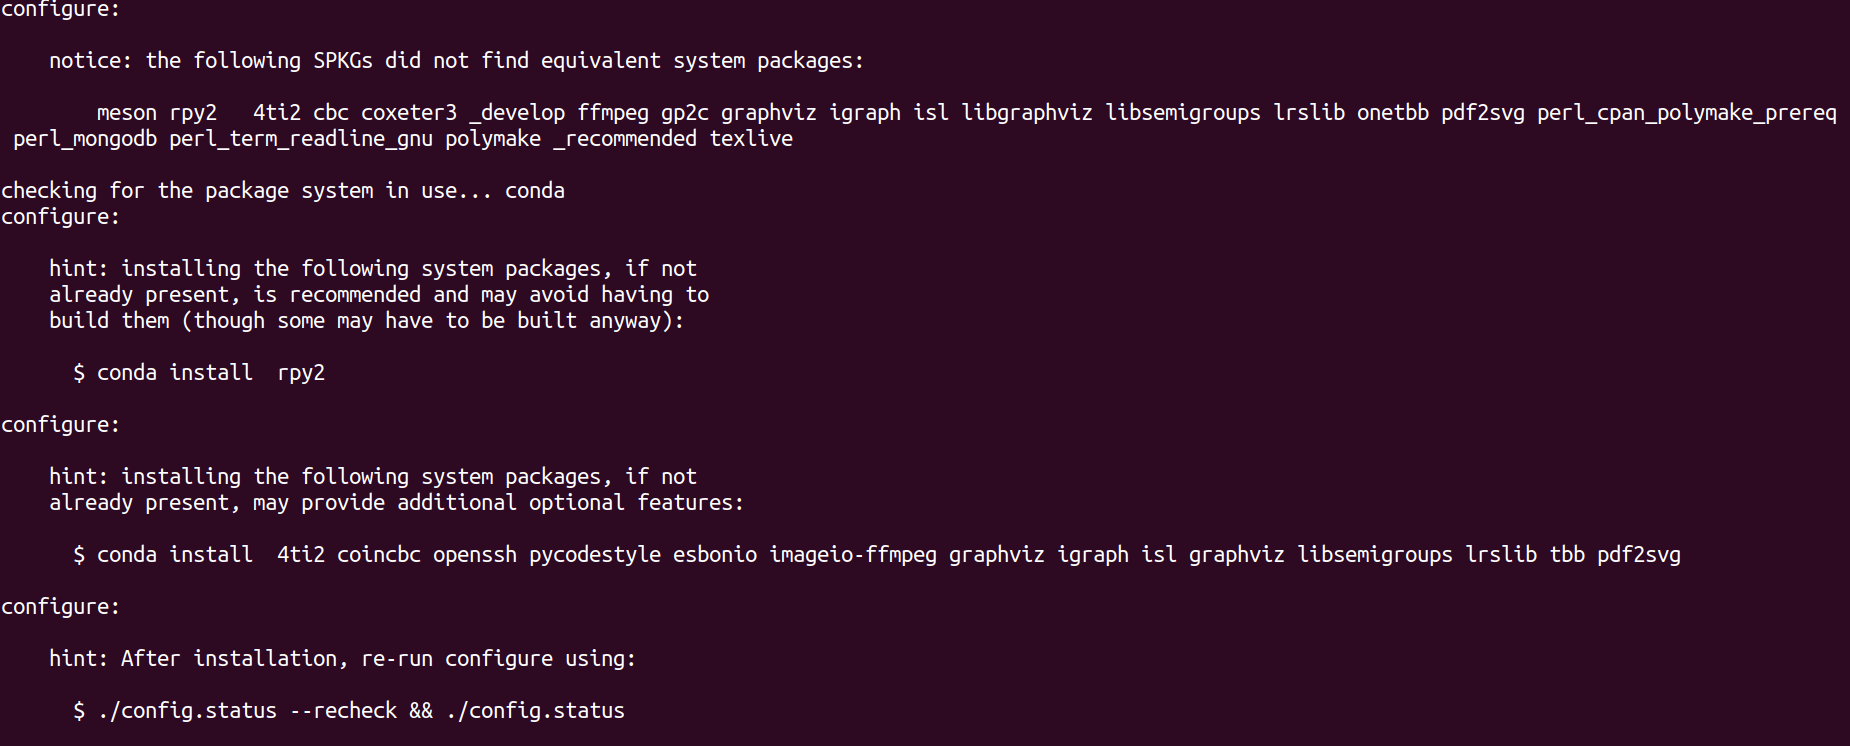 configure:
notice: the following SPKGs did not find equivalent system packages:
meson rpy2   4ti2 cbc coxeter3 _develop ffmpeg gp2c graphviz igraph isl libgraphviz libsemigroups lrslib onetbb pdf2svg perl_cpan_polymake_prereq
perl_mongodb perl_term_readline_gnu polymake _recommended texlive
checking for the package system in use... conda
configure:
hint: installing the following system packages, if not
already present, is recommended and may avoid having to
build them (though some may have to be built anyway):
$ conda install  rpy2
configure:
hint: installing the following system packages, if not
already present, may provide additional optional features:
$ conda install  4ti2 coincbc openssh pycodestyle esbonio imageio-ffmpeg graphviz igraph isl graphviz libsemigroups lrslib tbb pdf2svg
configure:
hint: After installation, re-run configure using:
$ ./config.status --recheck && ./config.status